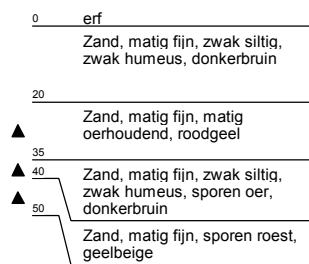 0 erf
Zand, matig fijn, zwak siltig,
zwak humeus, donkerbruin
20
Zand, matig fijn, matig
oerhoudend, roodgeel
35
40 Zand, matig fijn, zwak siltig,
zwak humeus, sporen oer,
donkerbruin
50
Zand, matig fijn, sporen roest,
geelbeige